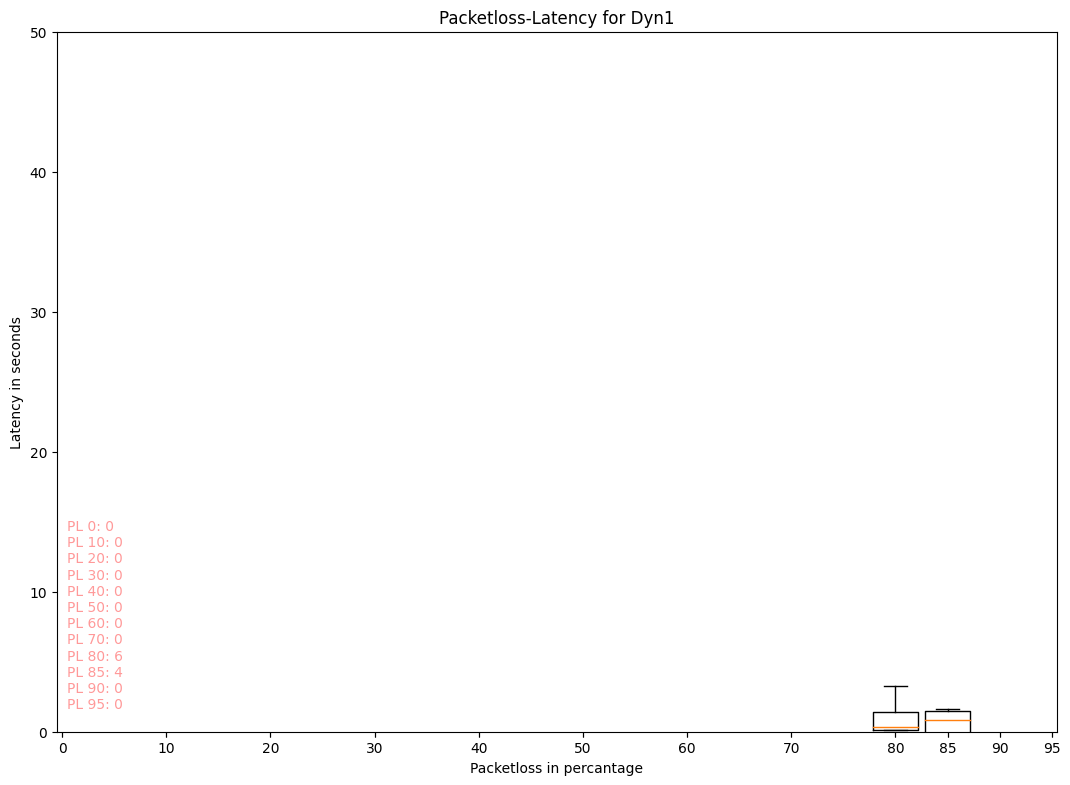 Packetloss-Latency for Dyn1
50
40
30
20
10
0
Latency in seconds
PL 0: 0
PL 10: 0
PL 20: 0
PL 30: 0
PL 40: 0
PL 50: 0
PL 60: 0
PL 70: 0
PL 80: 6
PL 85: 4
PL 90: 0
PL 95: 0
0 10 20 30 40 50 60 70 80 85 90 95
Packetloss in percantage